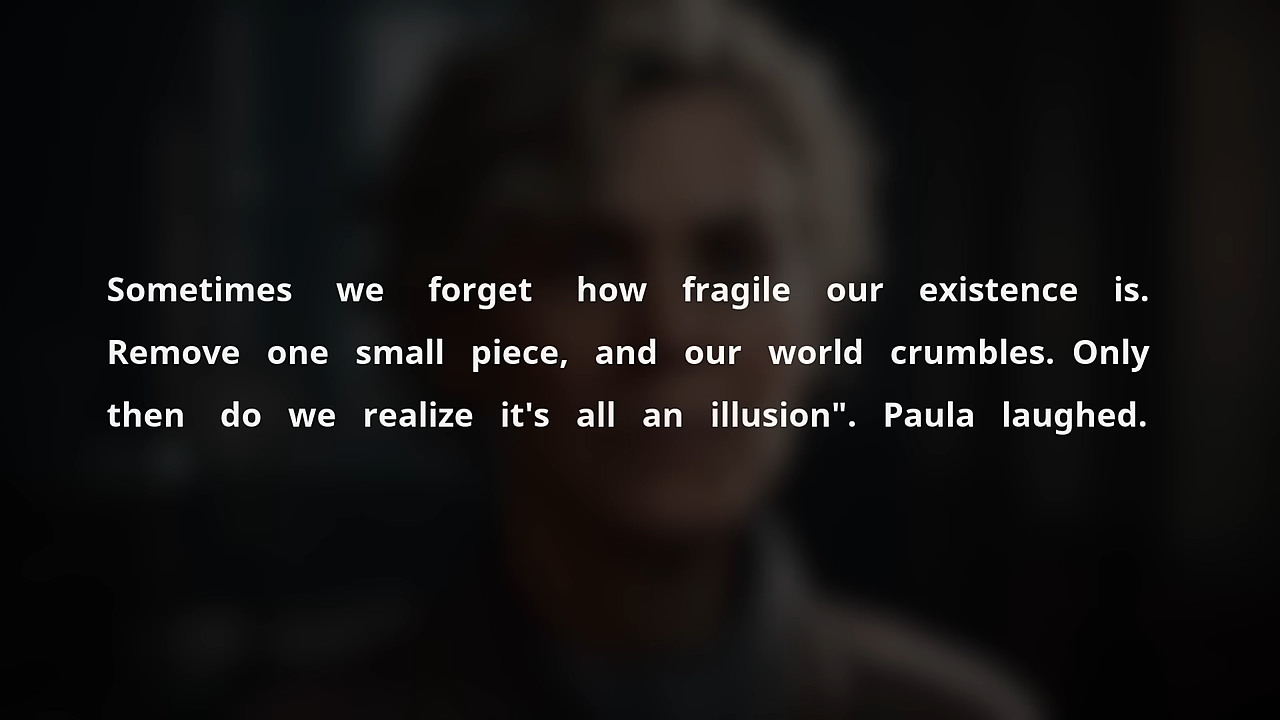 Sometimes we forget how fragile our existence is.
Remove one small piece, and our world crumbles. Only
then do we realize it's all an illusion". Paula laughed.